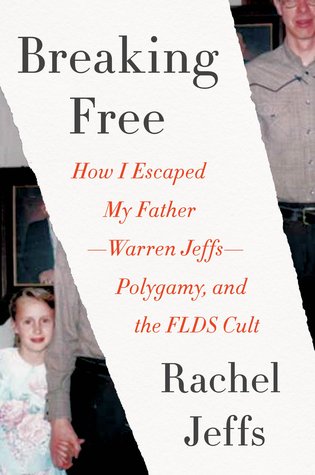 Breaking
Free
How I Escaped
My Father
—Warren Jeffs—
Polygamy, and
the FLDS Cult
Rachel
Jeffs